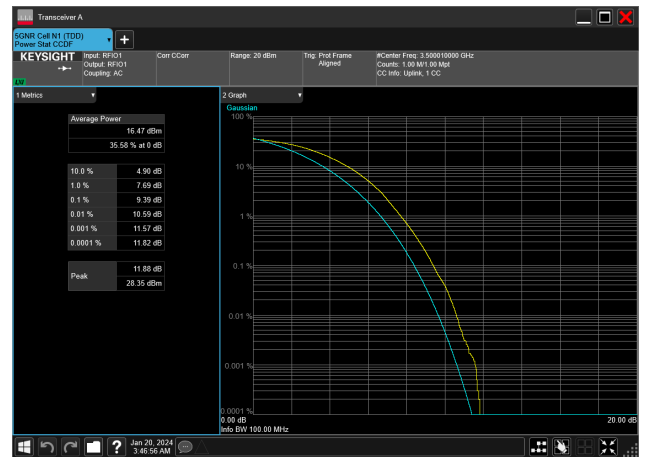 Transceiver A
5GNR Cell N1 (TDD)
Power Stat CCDF
KEYSIGHT
Input: RFIO1
Output: RFIO1
Coupling: AC
Corr CCorr
Range: 20 dBm
Trig: Prot Frame
Aligned
#Center Freq: 3.500010000 GHz
Counts: 1.00 M/1.00 Mpt
CC Info: Uplink, 1 CC
1 Metrics
Average Power
16.47 dBm
35.58 % at 0 dB
10.0 % 4.90 dB
1.0 % 7.69 dB
0.1 % 9.39 dB
0.01 % 10.59 dB
0.001 % 11.57 dB
0.0001 % 11.82 dB
Peak
11.88 dB
28.35 dBm
2 Graph
Gaussian
100 %
10 %
1 %
0.1 %
0.01 %
0.001 %
0.0001 %
0.00 dB
20.00 dB
Info BW 100.00 MHz
Jan 20, 2024
3:46:56 AM